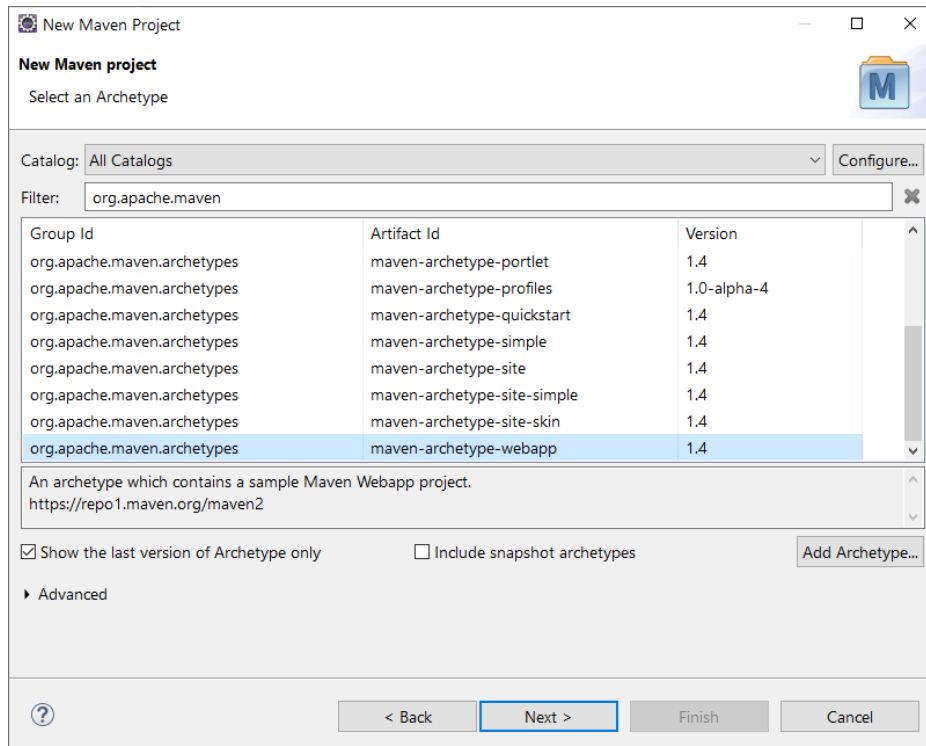 New Maven Project
New Maven project
Select an Archetype
M
Catalog: All Catalogs Configure...
Filter: org.apache.maven
Group Id Artifact Id Version
org.apache.maven.archetypes maven-archetype-portlet 1.4
org.apache.maven.archetypes maven-archetype-profiles 1.0-alpha-4
org.apache.maven.archetypes maven-archetype-quickstart 1.4
org.apache.maven.archetypes maven-archetype-simple 1.4
org.apache.maven.archetypes maven-archetype-site 1.4
org.apache.maven.archetypes maven-archetype-site-simple 1.4
org.apache.maven.archetypes maven-archetype-site-skin 1.4
org.apache.maven.archetypes maven-archetype-webapp 1.4
An archetype which contains a sample Maven Webapp project.
https://repo1.maven.org/maven2
Show the last version of Archetype only Include snapshot archetypes Add Archetype...
Advanced
? < Back Next > Finish Cancel